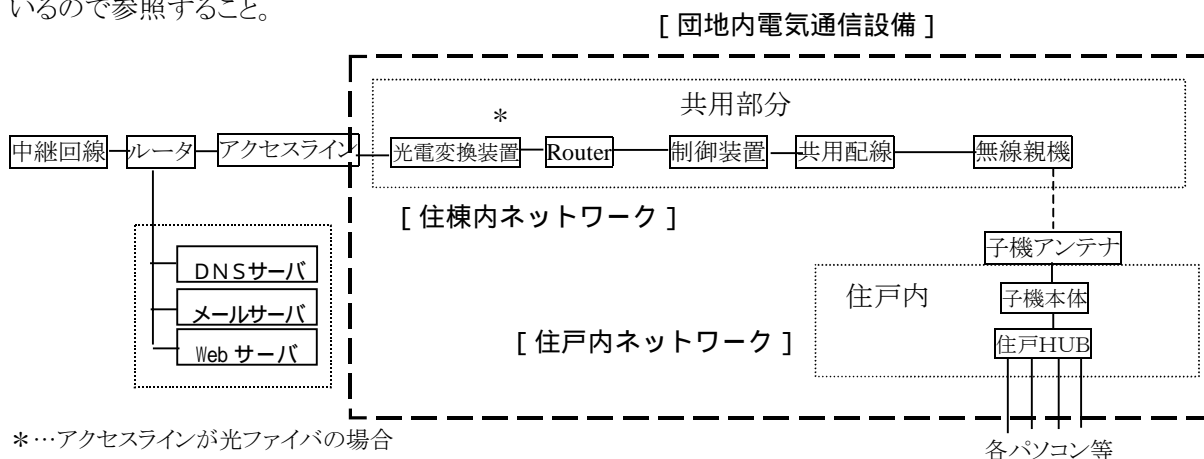 いるので参照すること。
[ 団地内電気通信設備 ]
共用部分
*
中継回線 ルータ アクセスライン 光電変換装置 Router 制御装置 共用配線 無線親機
[ 住棟内ネットワーク ]
子機アンテナ
DNSサーバ
住戸内 子機本体
メールサーバ
[ 住戸内ネットワーク ] 住戸HUB
Web サーバ
*…アクセスラインが光ファイバの場合
各パソコン等